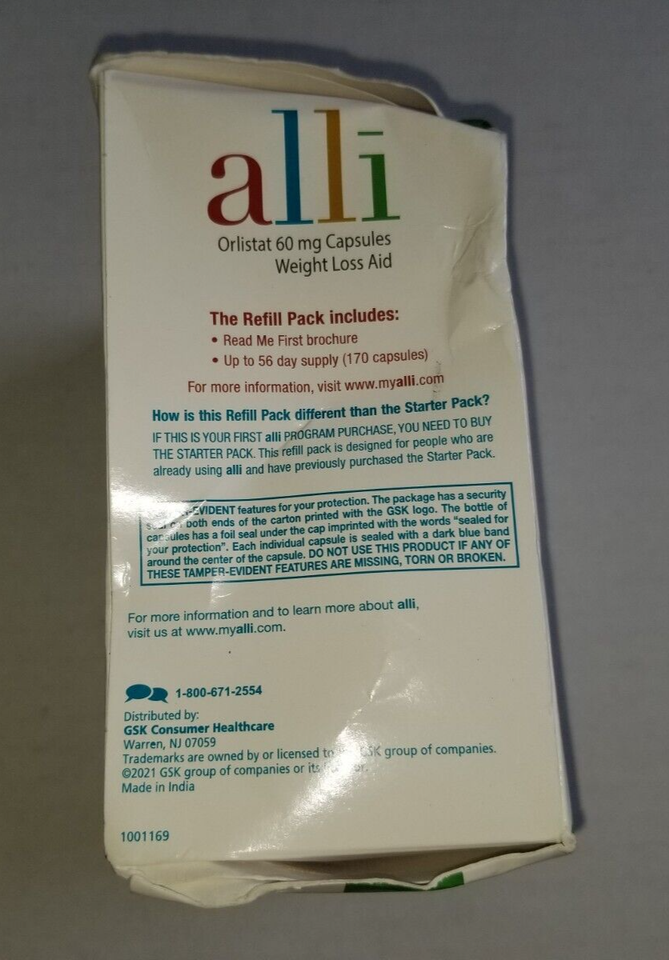 alli
Orlistat 60 mg Capsules
Weight Loss Aid
The Refill Pack includes:
• Read Me First brochure
• Up to 56 day supply (170 capsules)
For more information, visit www.myalli.com
How is this Refill Pack different than the Starter Pack?
IF THIS IS YOUR FIRST alli PROGRAM PURCHASE, YOU NEED TO BUY
THE STARTER PACK. This refill pack is designed for people who are
already using alli and have previously purchased the Starter Pack.
-EVIDENT features for your protection. The package has a security
both ends of the carton printed with the GSK logo. The bottle of
capsules has a foil seal under the cap imprinted with the words "sealed for
your protection". Each individual capsule is sealed with a dark blue band
around the center of the capsule. DO NOT USE THIS PRODUCT IF ANY OF
THESE TAMPER-EVIDENT FEATURES ARE MISSING, TORN OR BROKEN.
For more information and to learn more about alli,
visit us at www.myalli.com.
1-800-671-2554
Distributed by:
GSK Consumer Healthcare
Warren, NJ 07059
Trademarks are owned by or licensed to GSK group of companies.
©2021 GSK group of companies or its
Made in India
1001169